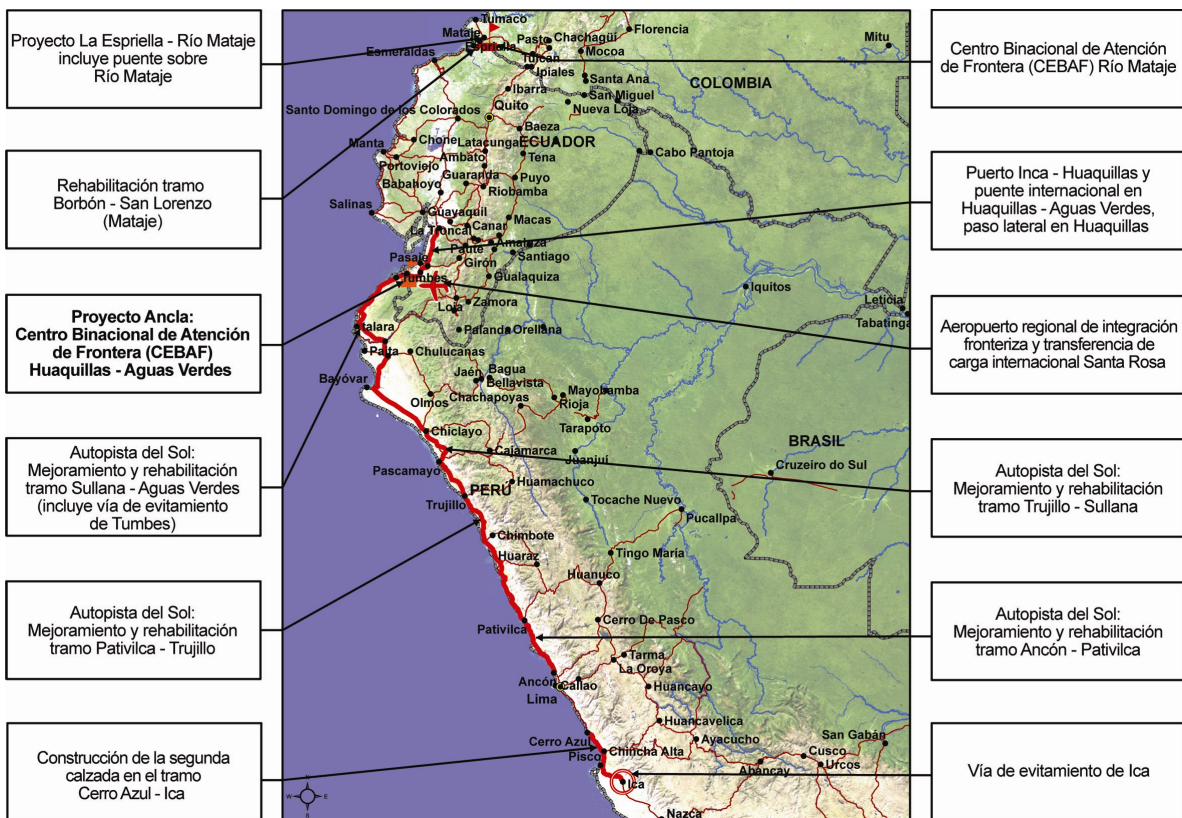 Proyecto La Espriella - Río Mataje
incluye puente sobre
Río Mataje
Rehabilitación tramo
Borbón - San Lorenzo
(Mataje)
Proyecto Ancla:
Centro Binacional de Atención
de Frontera (CEBAF)
Huaquillas - Aguas Verdes
Autopista del Sol:
Mejoramiento y rehabilitación
tramo Sullana - Aguas Verdes
(incluye vía de evitamiento
de Tumbes)
Autopista del Sol:
Mejoramiento y rehabilitación
tramo Pativilca - Trujillo
Construcción de la segunda
calzada en el tramo
Cerro Azul - Ica
Tumaco
Mataje
Espriella
Pasto
Chachagüí
Florencia
Mitu
Mocoa
Esmeraldas
Tulcán
Ipiales
Santa Ana
COLOMBIA
Ibarra
San Miguel
Santo Domingo de los Colorados
Quito
Nueva Loja
Baeza
Chone
Latacunga
ECUADOR
Manta
Portoviejo
Ambato
Tena
Cabo Pantoja
Guaranda
Puyo
Babahoyo
Riobamba
Salinas
Guayaquil
Macas
La Troncal
Canar
Paute
Amaluza
Santiago
Pasaje
Girón
Tumbes
Gualaquiza
Iquitos
Leticia
Tabatinga
Loja
Zamora
Talara
Palanda
Orellana
Paita
Chulucanas
Bagua
Jaén
Bellavista
Bayóvar
Olmos
Chachapoyas
Mayobamba
Rioja
Tarapoto
Chiclayo
BRASIL
Cajamarca
Juanjuí
Cruzeiro do Sul
Pascamayo
Huamachuco
PERÚ
Trujillo
Tocache Nuevo
Pucallpa
Chimbote
Huaraz
Tingo María
Huanuco
Pativilca
Cerro De Pasco
Tarma
La Oroya
Ancón
Callao
Lima
Huancayo
Huancavelica
Ayacucho
San Gabán
Cerro Azul
Chincha Alta
Cusco
Pisco
Abancay
Urcos
Ica
Nazca
N
W
E
S
Centro Binacional de Atención
de Frontera (CEBAF) Río Mataje
Puerto Inca - Huaquillas y
puente internacional en
Huaquillas - Aguas Verdes,
paso lateral en Huaquillas
Aeropuerto regional de integración
fronteriza y transferencia de
carga internacional Santa Rosa
Autopista del Sol:
Mejoramiento y rehabilitación
tramo Trujillo - Sullana
Autopista del Sol:
Mejoramiento y rehabilitación
tramo Ancón - Pativilca
Vía de evitamiento de Ica